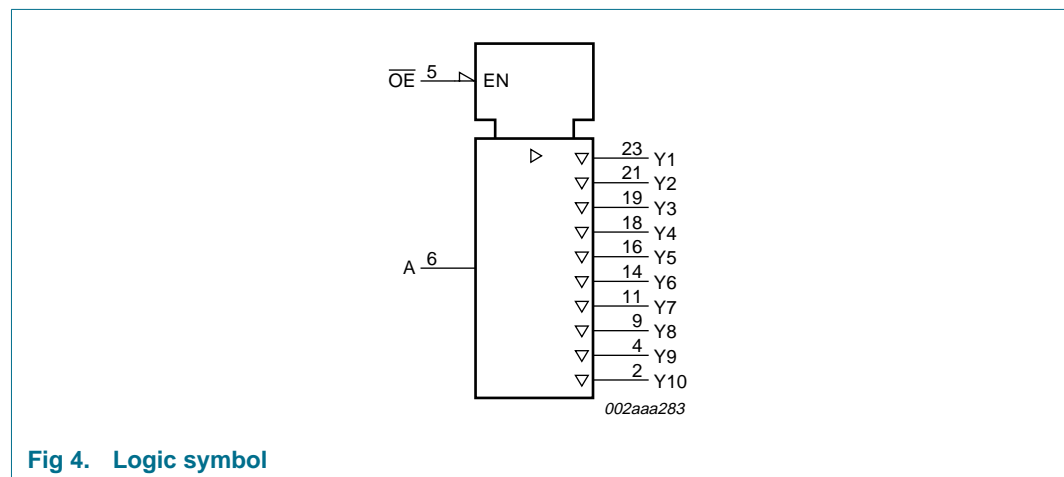 O̅E̅ 5 EN
23 Y1
21 Y2
19 Y3
18 Y4
16 Y5
A 6
14 Y6
11 Y7
9 Y8
4 Y9
2 Y10
002aaa283
Fig 4. Logic symbol